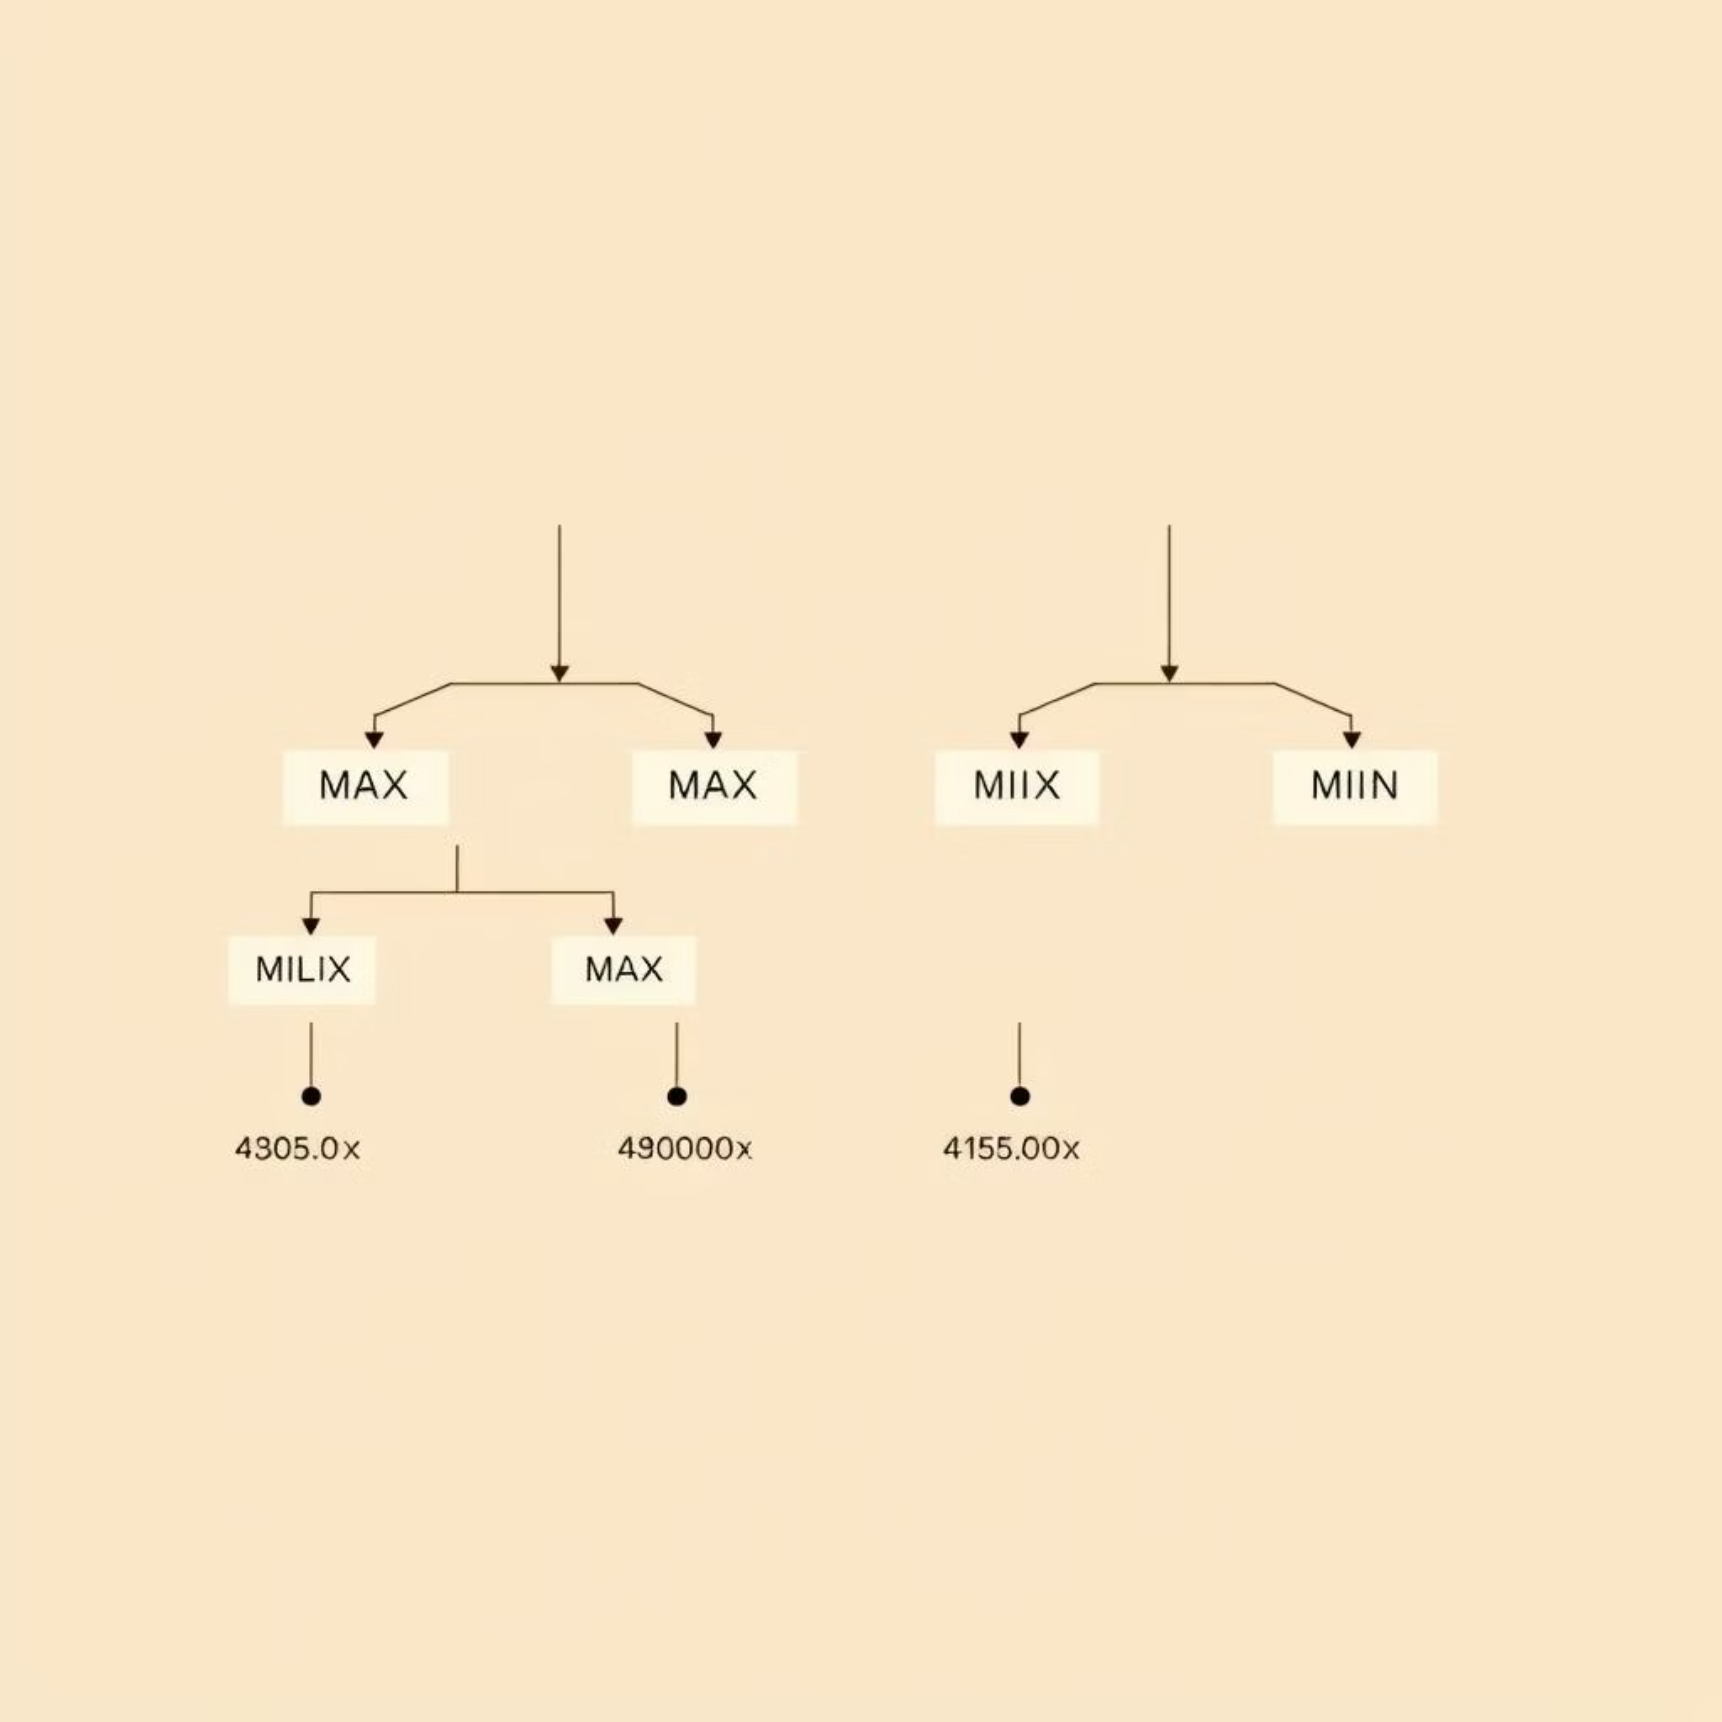 MAX MAX MIIX MIIN
MILIX MAX
4305.0x 490000x 4155.00x